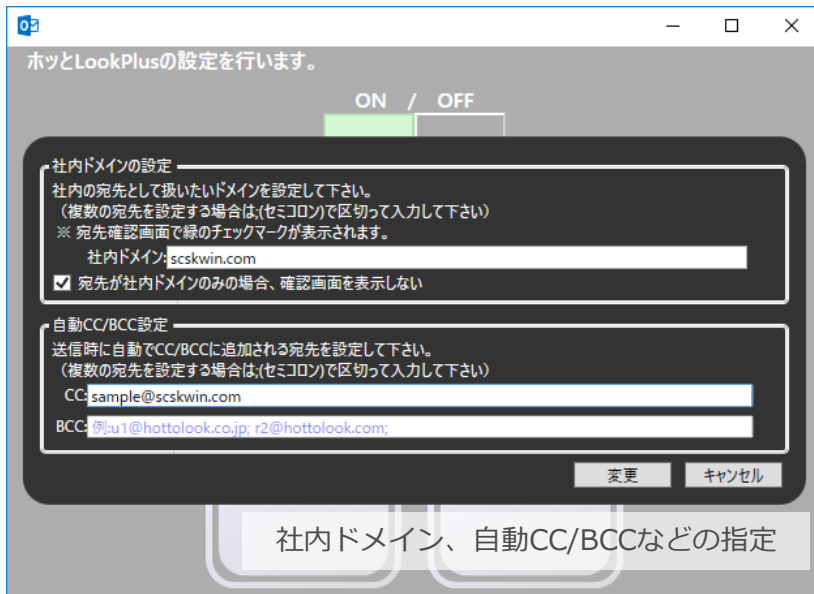 ホッとLookPlusの設定を行います。
ON / OFF
社内ドメインの設定
社内の宛先として扱いたいドメインを設定して下さい。
（複数の宛先を設定する場合は;(セミコロン)で区切って入力して下さい）
※ 宛先確認画面で緑のチェックマークが表示されます。
社内ドメイン: scskwin.com
宛先が社内ドメインのみの場合、確認画面を表示しない
自動CC/BCC設定
送信時に自動でCC/BCCに追加される宛先を設定して下さい。
（複数の宛先を設定する場合は;(セミコロン)で区切って入力して下さい）
CC: sample@scskwin.com
BCC: 例:u1@hottolook.co.jp; r2@hottolook.com;
変更 キャンセル
社内ドメイン、自動CC/BCCなどの指定